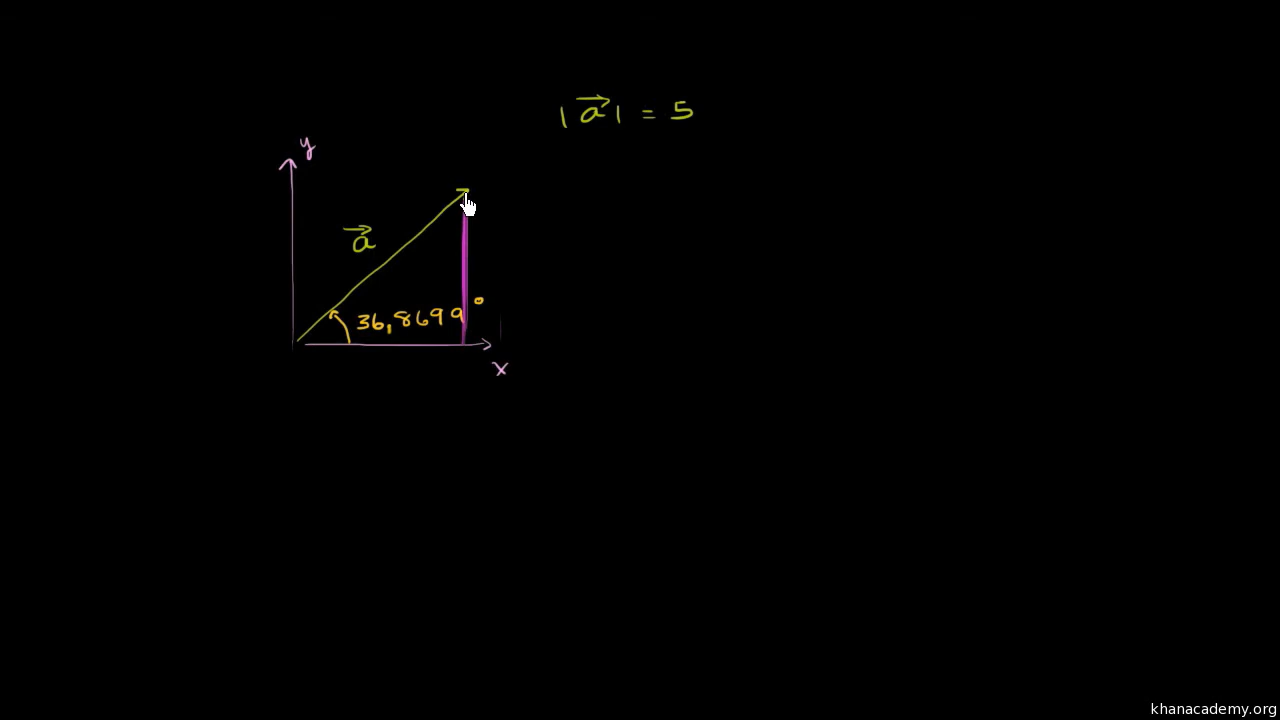 |a⃗| = 5
y
a⃗
36,8699°
x
khanacademy.org